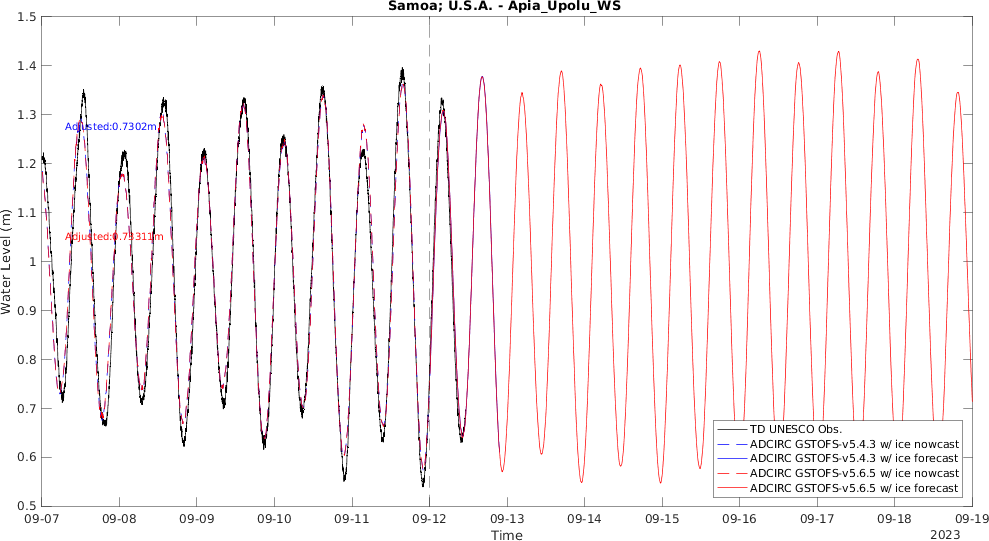 Samoa; U.S.A. - Apia_Upolu_WS
1.5
1.4
1.3
1.2
1.1
1
0.9
0.8
0.7
0.6
0.5
Water Level (m)
Adjusted:0.7302m
Adjusted:0.74311m
TD UNESCO Obs.
ADCIRC GSTOFS-v5.4.3 w/ ice nowcast
ADCIRC GSTOFS-v5.4.3 w/ ice forecast
ADCIRC GSTOFS-v5.6.5 w/ ice nowcast
ADCIRC GSTOFS-v5.6.5 w/ ice forecast
09-07 09-08 09-09 09-10 09-11 09-12 09-13 09-14 09-15 09-16 09-17 09-18 09-19
Time
2023